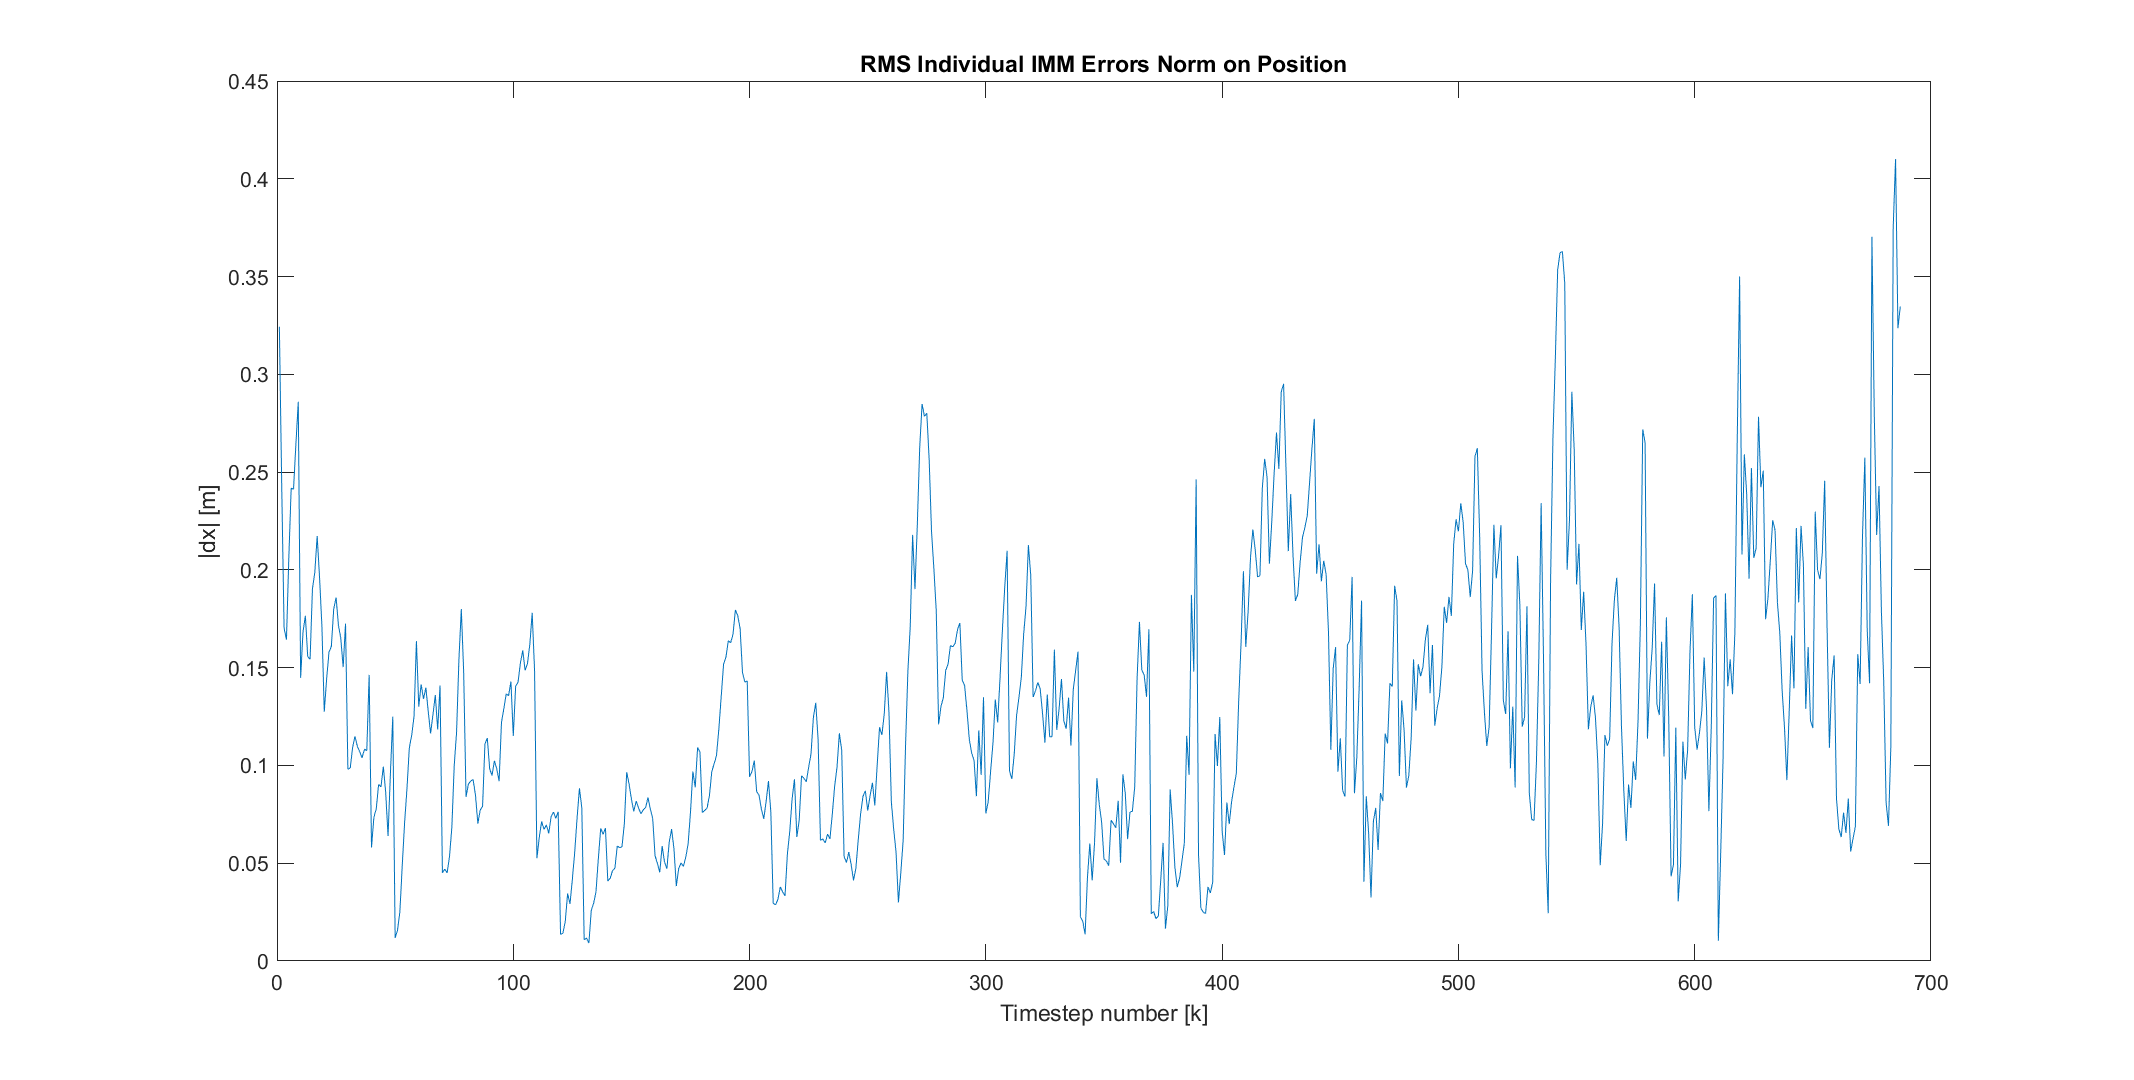 RMS Individual IMM Errors Norm on Position
0.45
0.4
0.35
0.3
0.25
0.2
0.15
0.1
0.05
0
|dx| [m]
0 100 200 300 400 500 600 700
Timestep number [k]